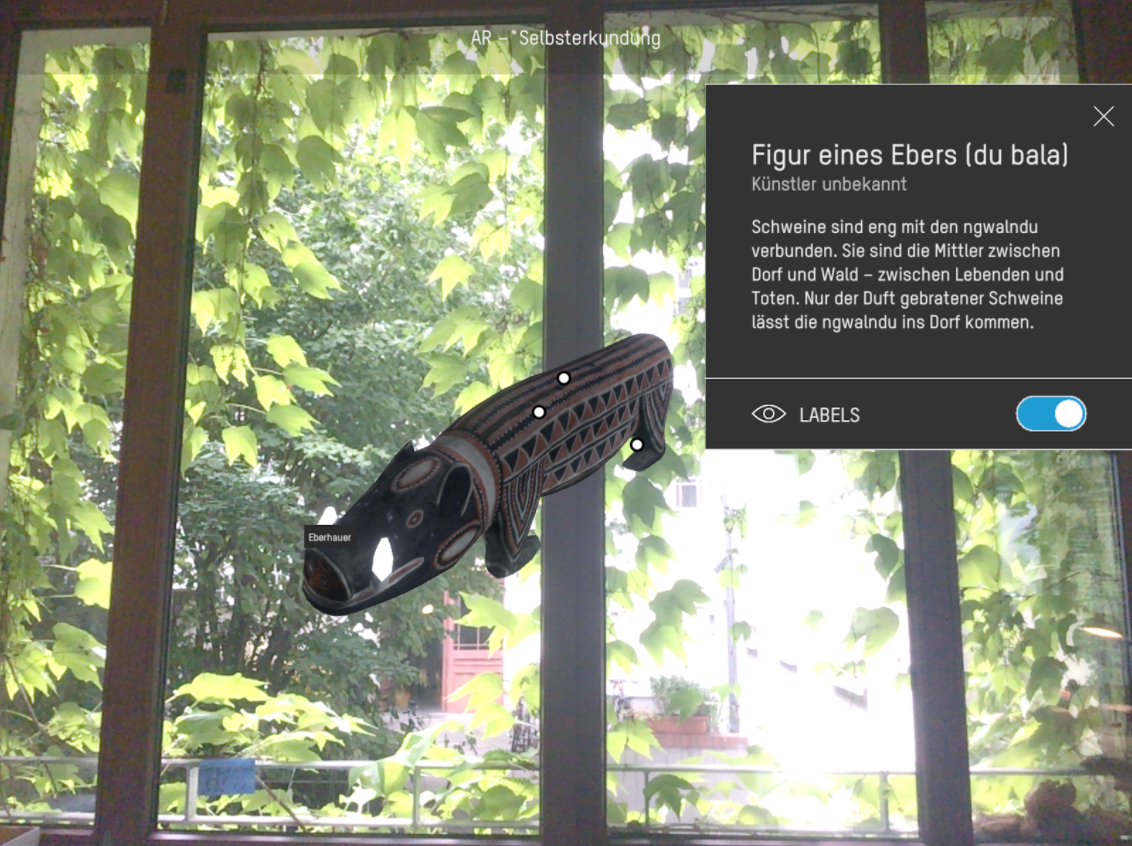 AR – Selbsterkundung
Figur eines Ebers (du bala)
Künstler unbekannt
Schweine sind eng mit den ngwalndu
verbunden. Sie sind die Mittler zwischen
Dorf und Wald – zwischen Lebenden und
Toten. Nur der Duft gebratener Schweine
lässt die ngwalndu ins Dorf kommen.
LABELS
Eberhauer